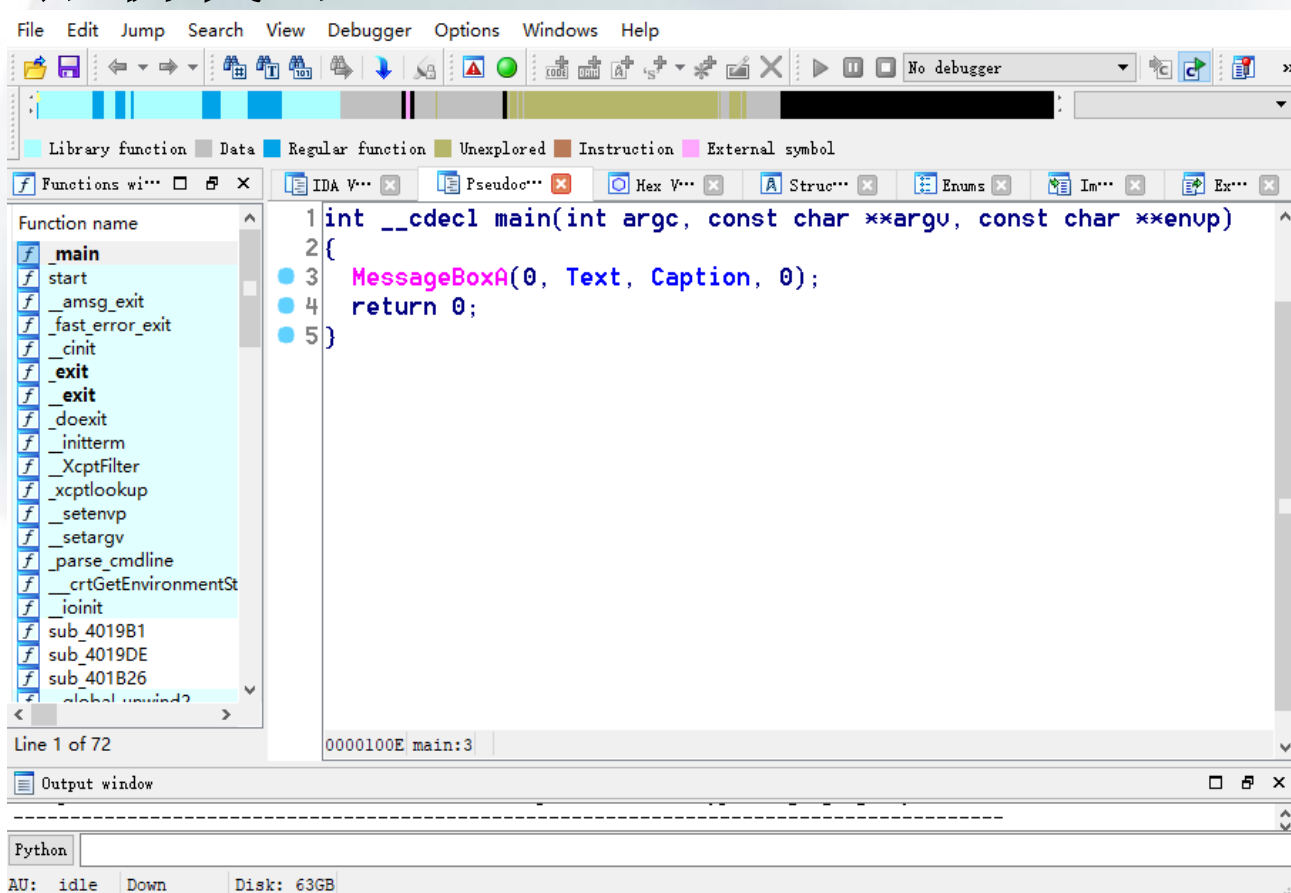 File Edit Jump Search View Debugger Options Windows Help
No debugger
Library function Data Regular function Unexplored Instruction External symbol
Functions wi… IDA V… Pseudoc… Hex V… Struc… Enums Im… Ex…
Function name
_main
start
__amsg_exit
_fast_error_exit
__cinit
_exit
__exit
_doexit
__initterm
__XcptFilter
_xcptlookup
__setenvp
__setargv
_parse_cmdline
___crtGetEnvironmentSt
__ioinit
sub_4019B1
sub_4019DE
sub_401B26
Line 1 of 72
1 int __cdecl main(int argc, const char **argv, const char **envp)
2 {
3 MessageBoxA(0, Text, Caption, 0);
4 return 0;
5 }
0000100E main:3
Output window
Python
AU: idle Down Disk: 63GB